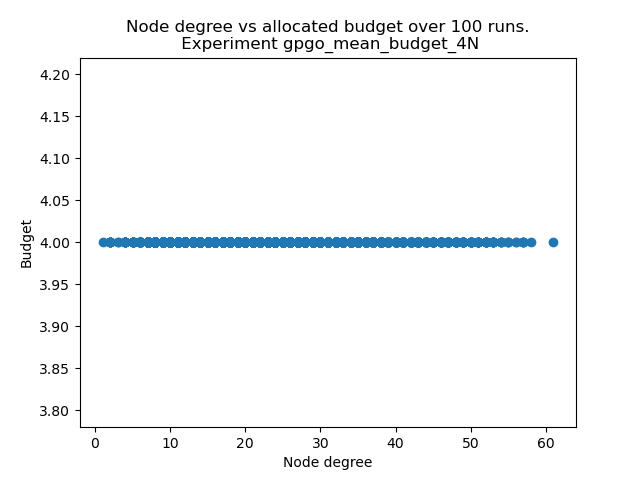 Node degree vs allocated budget over 100 runs.
Experiment gpgo_mean_budget_4N
4.20
4.15
4.10
4.05
4.00
3.95
3.90
3.85
3.80
Budget
0 10 20 30 40 50 60
Node degree